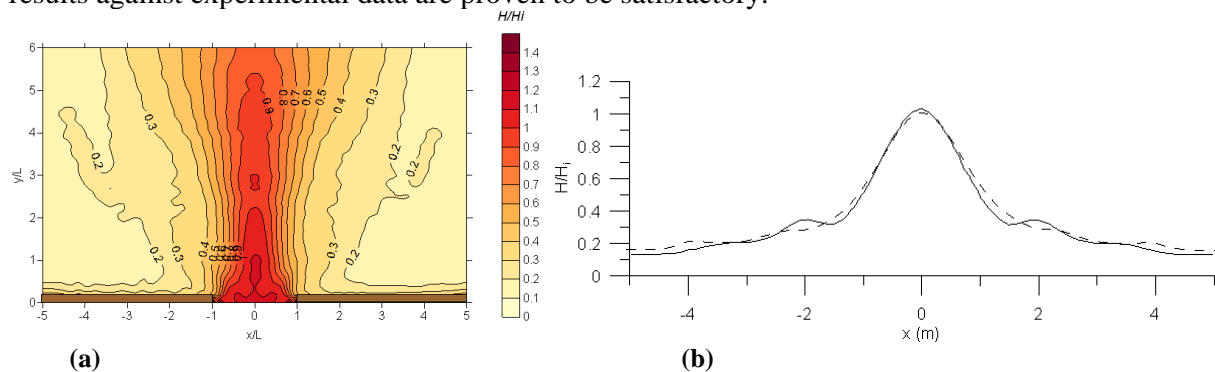 results against experimental data are proven to be satisfactory.
H/Hi
6
5
4
3
2
1
0
y/L
-5 -4 -3 -2 -1 0 1 2 3 4 5
x/L
0.2 0.3 0.9 0.8 0.7 0.6 0.5 0.4 0.3 0.2
0.2 0.3 0.4 0.5 0.6 0.8 0.9 0.3 0.2
1.4
1.3
1.2
1.1
1
0.9
0.8
0.7
0.6
0.5
0.4
0.3
0.2
0.1
0
1.2
1
0.8
0.6
0.4
0.2
0
H/Hi
-4 -2 0 2 4
x (m)
(a) (b)